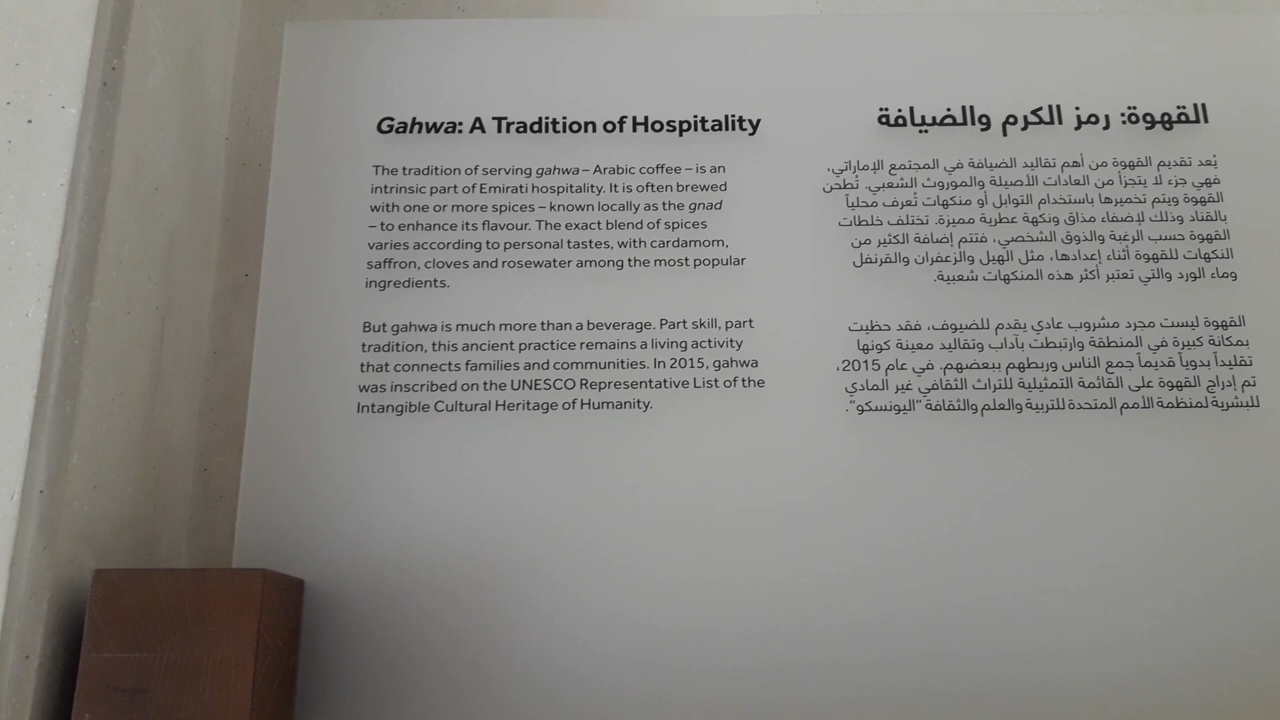 Gahwa: A Tradition of Hospitality
The tradition of serving gahwa – Arabic coffee – is an
intrinsic part of Emirati hospitality. It is often brewed
with one or more spices – known locally as the gnad
– to enhance its flavour. The exact blend of spices
varies according to personal tastes, with cardamom,
saffron, cloves and rosewater among the most popular
ingredients.
But gahwa is much more than a beverage. Part skill, part
tradition, this ancient practice remains a living activity
that connects families and communities. In 2015, gahwa
was inscribed on the UNESCO Representative List of the
Intangible Cultural Heritage of Humanity.
القهوة: رمز الكرم والضيافة
يُعد تقديم القهوة من أهم تقاليد الضيافة في المجتمع الإماراتي،
فهي جزء لا يتجزأ من العادات الأصيلة والموروث الشعبي. تُطحن
القهوة ويتم تخميرها باستخدام التوابل أو منكهات تُعرف محلياً
بالقناد وذلك لإضفاء مذاق ونكهة عطرية مميزة. تختلف خلطات
القهوة حسب الرغبة والذوق الشخصي، فتتم إضافة الكثير من
النكهات للقهوة أثناء إعدادها، مثل الهيل والزعفران والقرنفل
وماء الورد والتي تعتبر أكثر هذه المنكهات شعبية.
القهوة ليست مجرد مشروب عادي يقدم للضيوف، فقد حظيت
بمكانة كبيرة في المنطقة وارتبطت بآداب وتقاليد معينة كونها
تقليداً بدوياً قديماً جمع الناس وربطهم ببعضهم. في عام 2015،
تم إدراج القهوة على القائمة التمثيلية للتراث الثقافي غير المادي
للبشرية لمنظمة الأمم المتحدة للتربية والعلم والثقافة "اليونسكو".